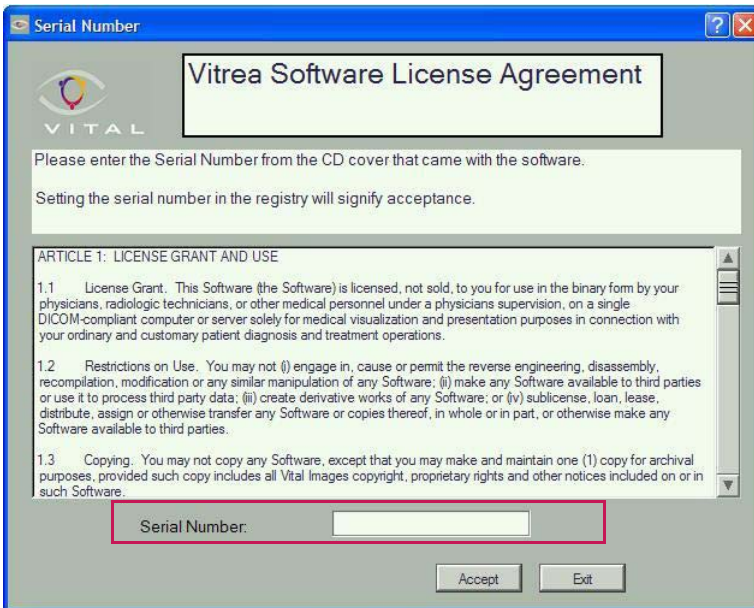 Serial Number
VITAL
Vitrea Software License Agreement
Please enter the Serial Number from the CD cover that came with the software.
Setting the serial number in the registry will signify acceptance.
ARTICLE 1:  LICENSE GRANT AND USE
1.1 License Grant. This Software (the Software) is licensed, not sold, to you for use in the binary form by your
physicians, radiologic technicians, or other medical personnel under a physicians supervision, on a single
DICOM-compliant computer or server solely for medical visualization and presentation purposes in connection with
your ordinary and customary patient diagnosis and treatment operations.
1.2 Restrictions on Use. You may not (i) engage in, cause or permit the reverse engineering, disassembly,
recompilation, modification or any similar manipulation of any Software; (ii) make any Software available to third parties
or use it to process third party data; (iii) create derivative works of any Software; or (iv) sublicense, loan, lease,
distribute, assign or otherwise transfer any Software or copies thereof, in whole or in part, or otherwise make any
Software available to third parties.
1.3 Copying. You may not copy any Software, except that you may make and maintain one (1) copy for archival
purposes, provided such copy includes all Vital Images copyright, proprietary rights and other notices included on or in
such Software.
Serial Number:
Accept Exit